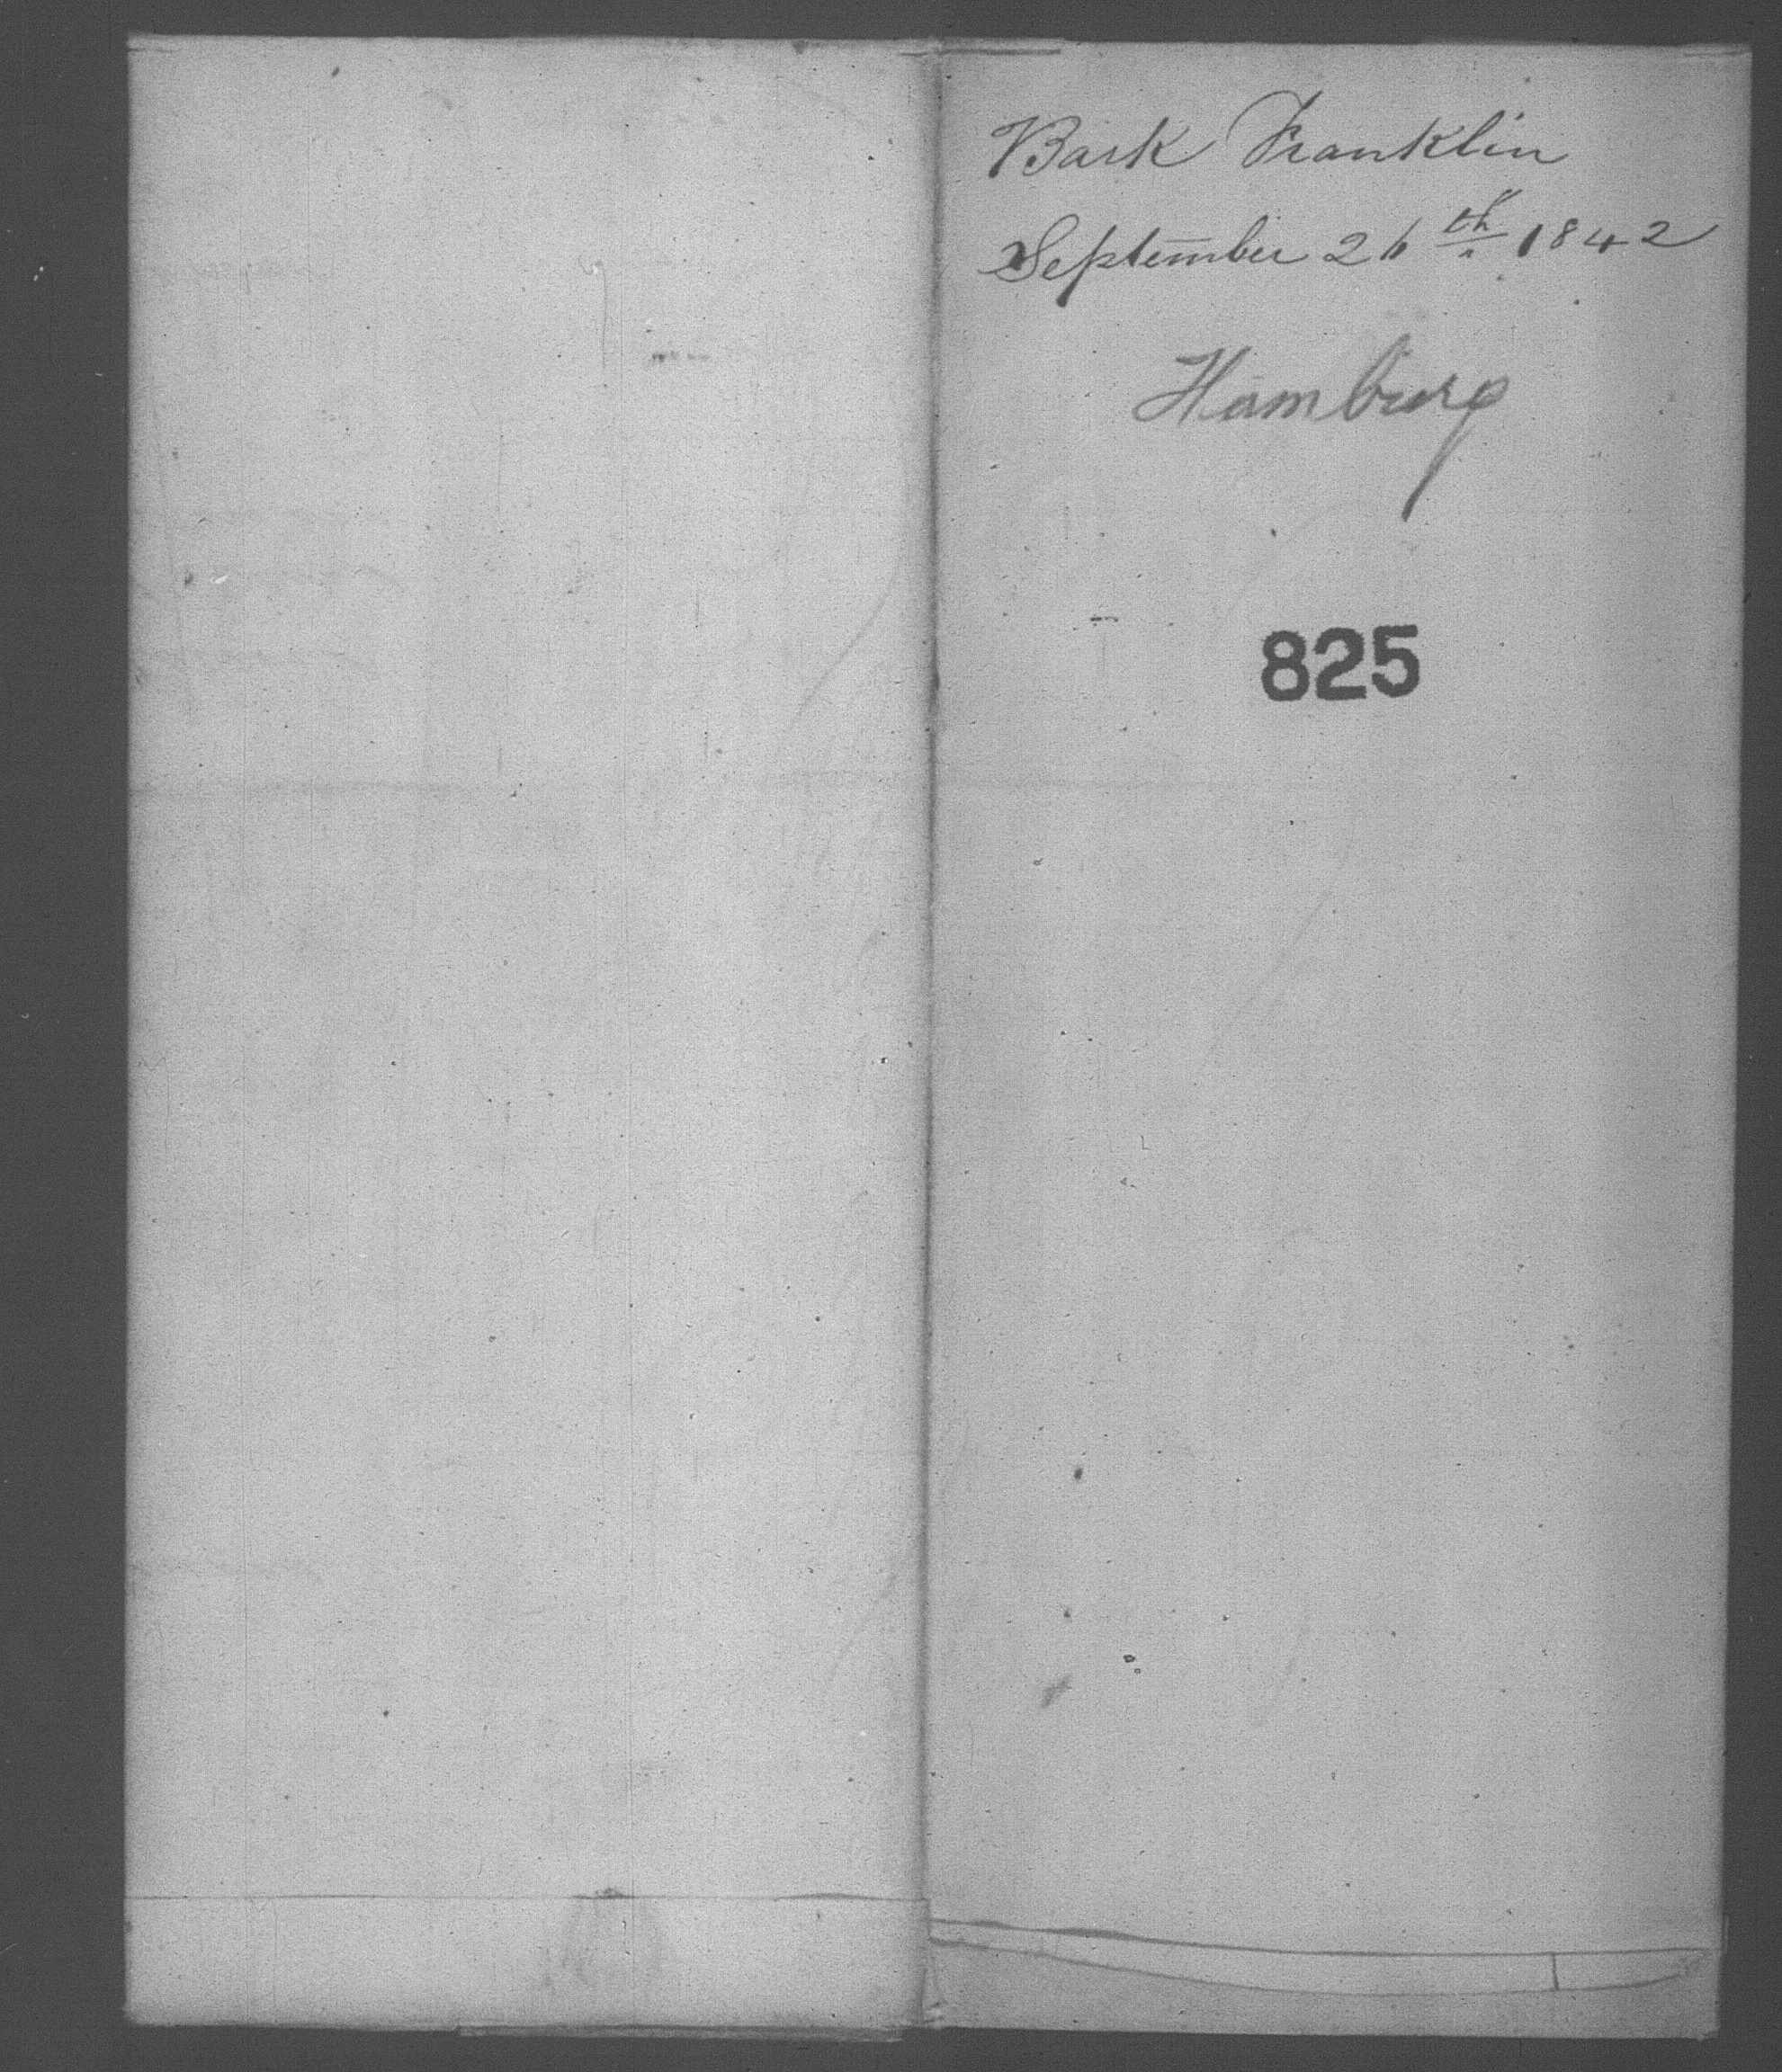 Bark Franklin
September 26th 1842
Hamburg
825